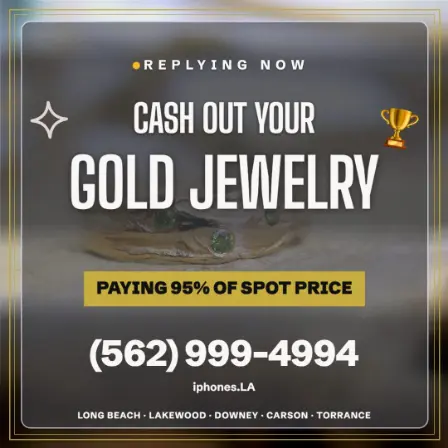 REPLYING NOW
CASH OUT YOUR
GOLD JEWELRY
PAYING 95% OF SPOT PRICE
(562) 999-4994
iphones.LA
LONG BEACH · LAKEWOOD · DOWNEY · CARSON · TORRANCE